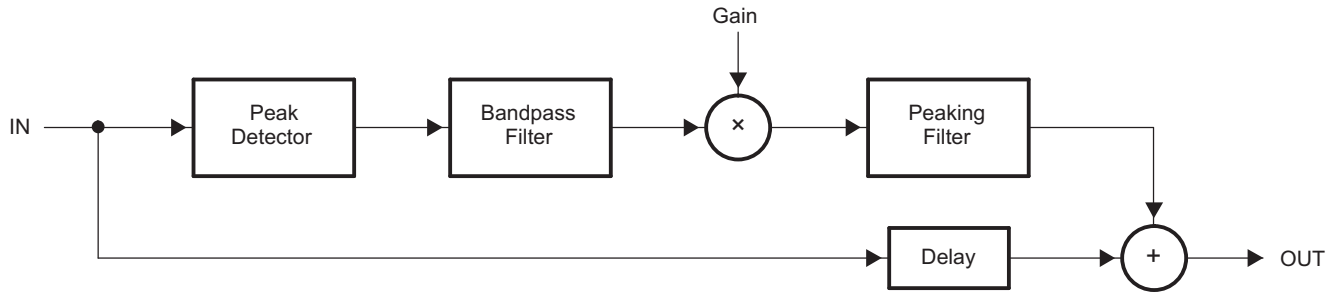 Gain
IN
Peak
Detector
Bandpass
Filter
×
Peaking
Filter
Delay
+
OUT